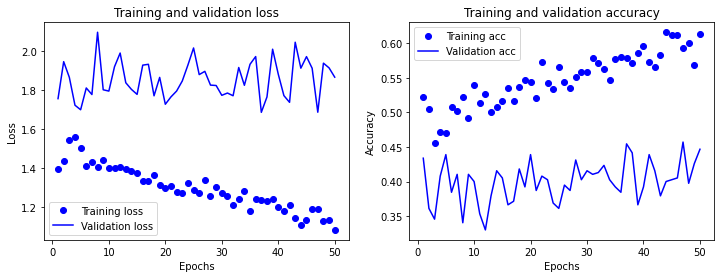 Training and validation loss
2.0
1.8
1.6
1.4
1.2
Loss
Training loss
Validation loss
0
10
20
30
40
50
Epochs
Training and validation accuracy
0.60
0.55
0.50
0.45
0.40
0.35
Accuracy
Training acc
Validation acc
0
10
20
30
40
50
Epochs